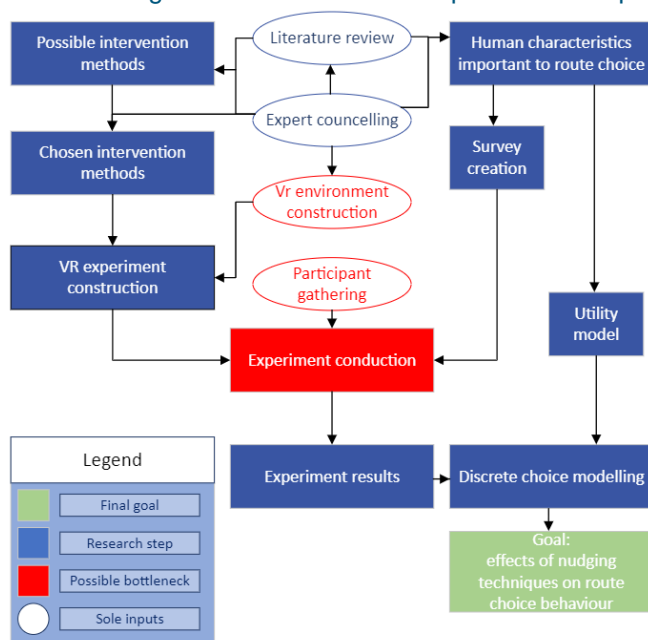 Possible intervention
methods
Literature review
Human characteristics
important to route choice
Expert councelling
Chosen intervention
methods
Survey
creation
Vr environment
construction
VR experiment
construction
Participant
gathering
Utility
model
Experiment conduction
Legend
Experiment results
Discrete choice modelling
Final goal
Research step
Possible bottleneck
Sole inputs
Goal:
effects of nudging
techniques on route
choice behaviour